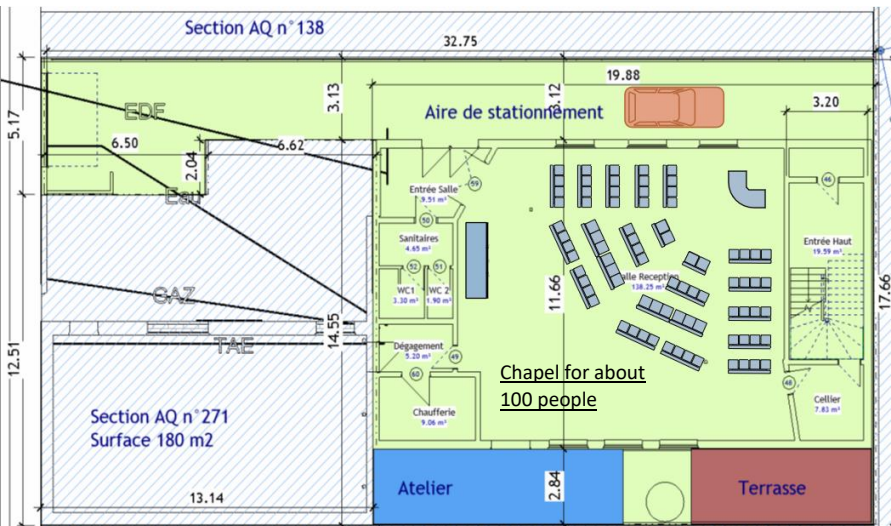 Section AQ n°138
32.75
19.88
5.17
3.13
3.12
Aire de stationnement
3.20
EDF
6.50
6.62
2.04
Eau
Entrée Salle
9.51 m²
59
50
46
Sanitaires
4.65 m²
52
51
WC1
3.30 m²
WC 2
1.90 m²
Salle Reception
138.25 m²
Entrée Haut
19.59 m²
11.66
17.66
GAZ
14.55
TAE
12.51
Dégagement
5.20 m²
49
60
Chapel for about
100 people
48
Chaufferie
9.06 m²
Cellier
7.83 m²
Section AQ n°271
Surface 180 m2
13.14
Atelier
2.84
Terrasse